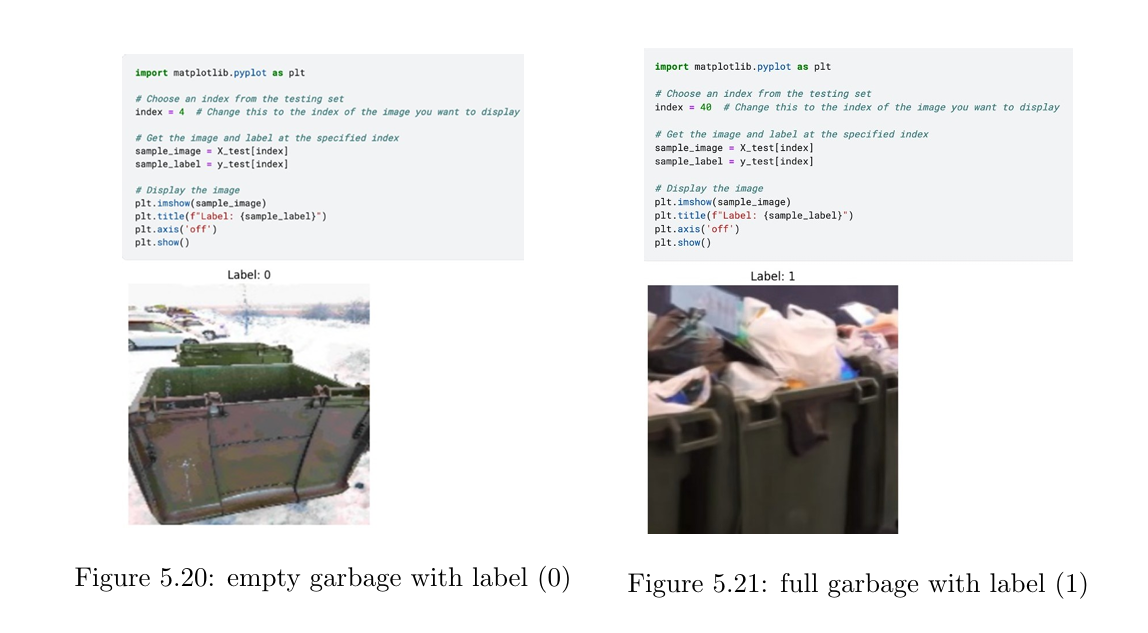 import matplotlib.pyplot as plt
# Choose an index from the testing set
index = 4  # Change this to the index of the image you want to display
# Get the image and label at the specified index
sample_image = X_test[index]
sample_label = y_test[index]
# Display the image
plt.imshow(sample_image)
plt.title(f"Label: {sample_label}")
plt.axis('off')
plt.show()
Label: 0
Figure 5.20: empty garbage with label (0)
import matplotlib.pyplot as plt
# Choose an index from the testing set
index = 40  # Change this to the index of the image you want to display
# Get the image and label at the specified index
sample_image = X_test[index]
sample_label = y_test[index]
# Display the image
plt.imshow(sample_image)
plt.title(f"Label: {sample_label}")
plt.axis('off')
plt.show()
Label: 1
Figure 5.21: full garbage with label (1)